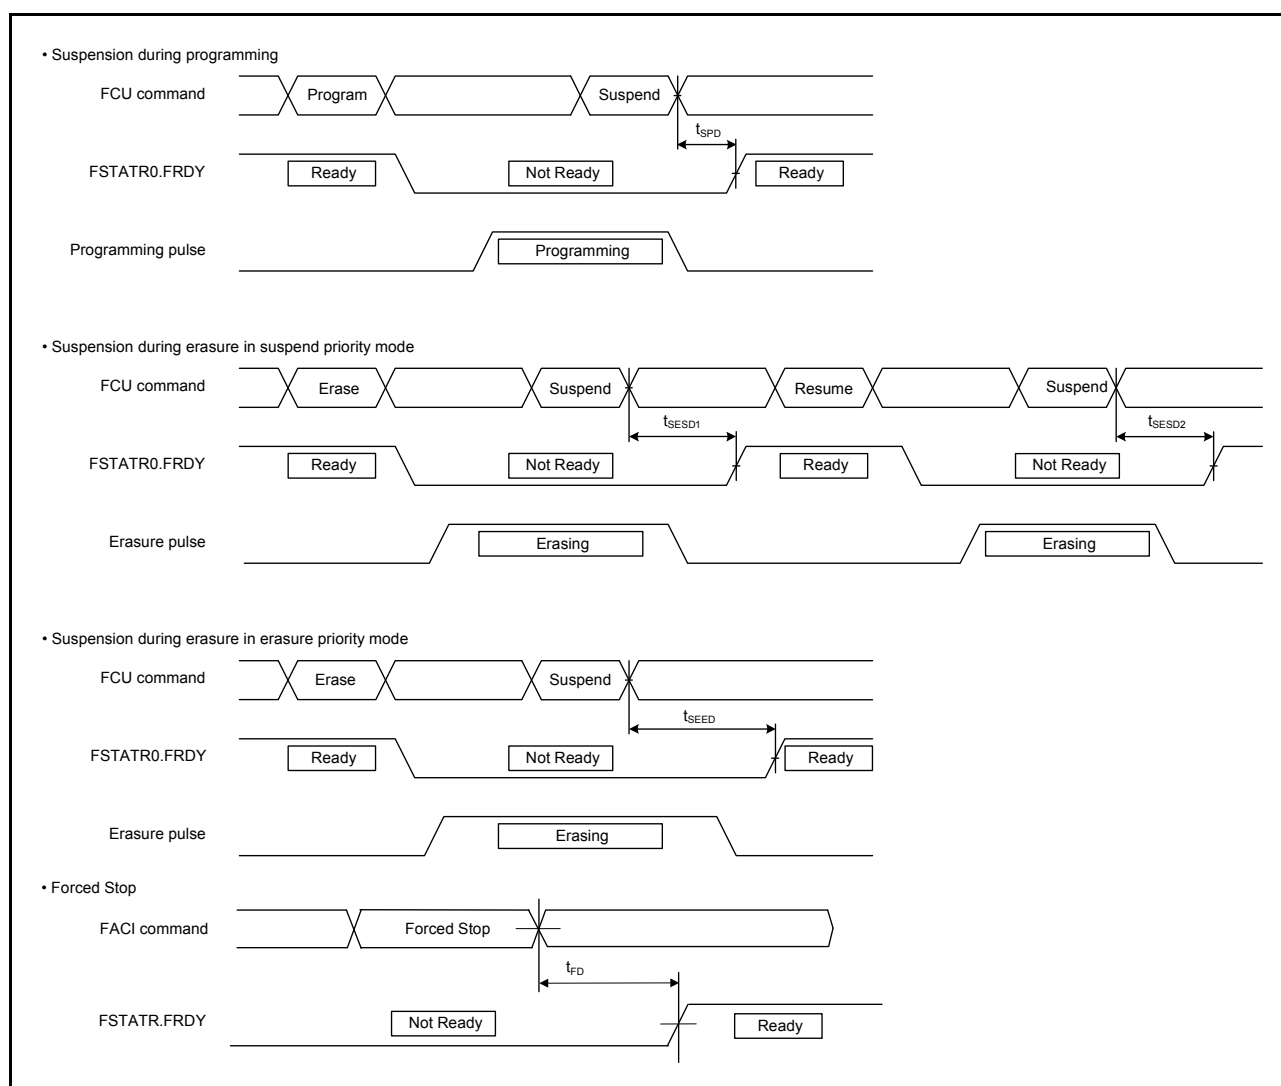 • Suspension during programming
FCU command
Program
Suspend
tSPD
FSTATR0.FRDY
Ready
Not Ready
Ready
Programming pulse
Programming
• Suspension during erasure in suspend priority mode
FCU command
Erase
Suspend
Resume
Suspend
tSESD1
tSESD2
FSTATR0.FRDY
Ready
Not Ready
Ready
Not Ready
Erasure pulse
Erasing
Erasing
• Suspension during erasure in erasure priority mode
FCU command
Erase
Suspend
tSEED
FSTATR0.FRDY
Ready
Not Ready
Ready
Erasure pulse
Erasing
• Forced Stop
FACI command
Forced Stop
tFD
FSTATR.FRDY
Not Ready
Ready